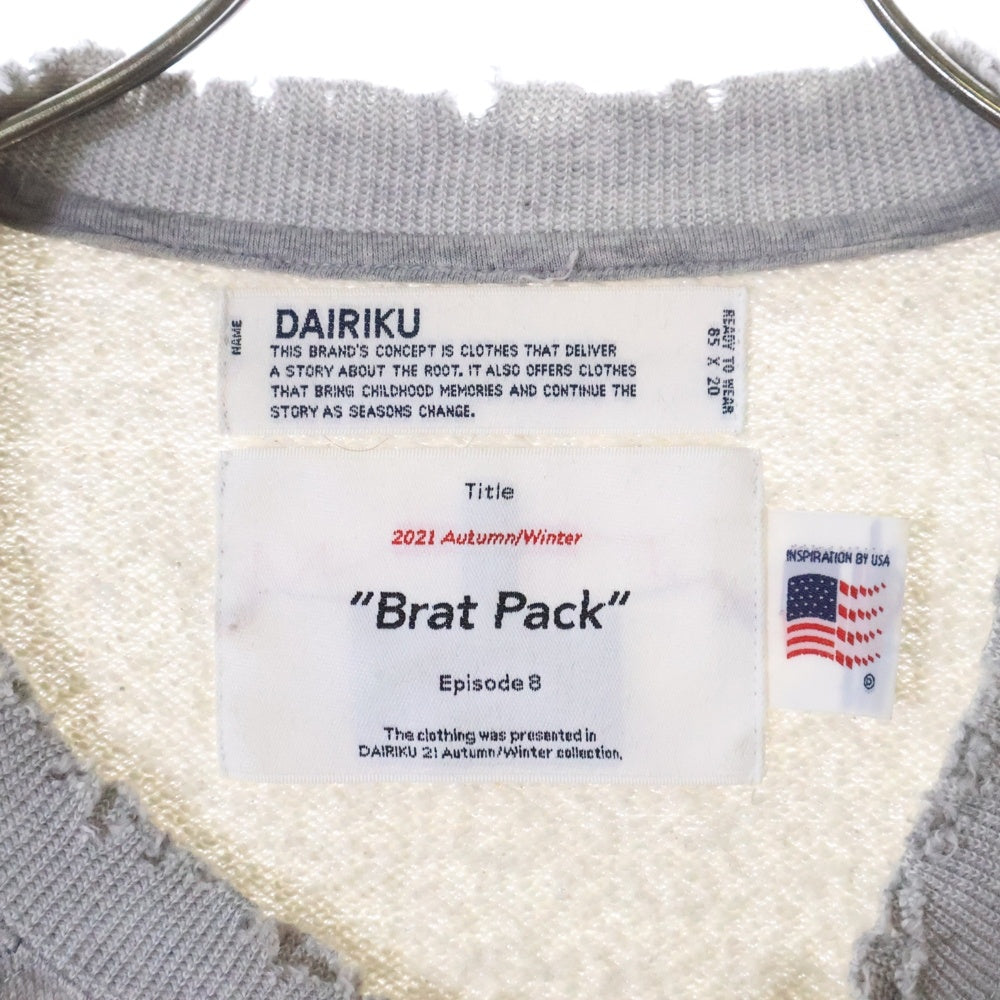 NAME
DAIRIKU
THIS BRAND'S CONCEPT IS CLOTHES THAT DELIVER
A STORY ABOUT THE ROOT. IT ALSO OFFERS CLOTHES
THAT BRING CHILDHOOD MEMORIES AND CONTINUE THE
STORY AS SEASONS CHANGE.
READY TO WEAR
85 X 20
Title
2021 Autumn/Winter
"Brat Pack"
Episode 8
The clothing was presented in
DAIRIKU 21 Autumn/Winter collection.
INSPIRATION BY USA
©